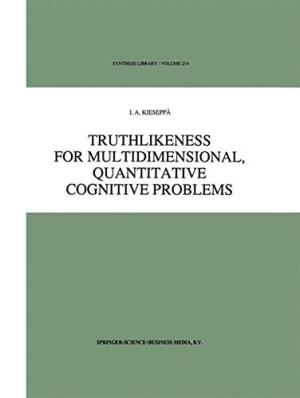 SYNTHESE LIBRARY / VOLUME 254
I. A. KIESEPPÄ
TRUTHLIKENESS
FOR MULTIDIMENSIONAL,
QUANTITATIVE
COGNITIVE PROBLEMS
SPRINGER-SCIENCE+BUSINESS MEDIA, B.V.